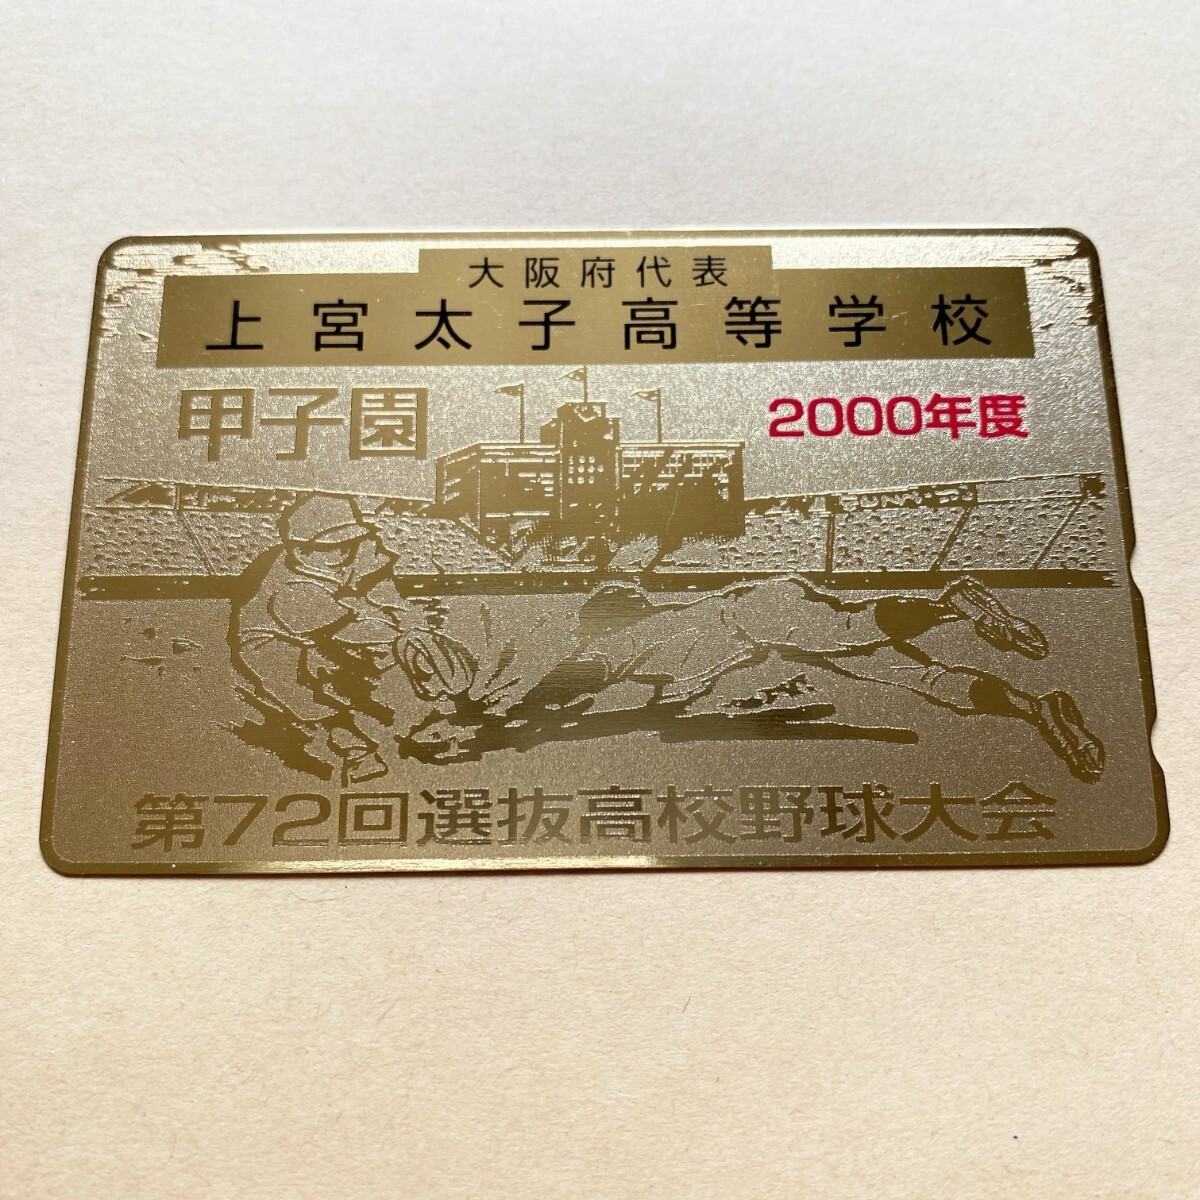 大阪府代表
上宮太子高等学校
甲子園
2000年度
第72回選抜高校野球大会